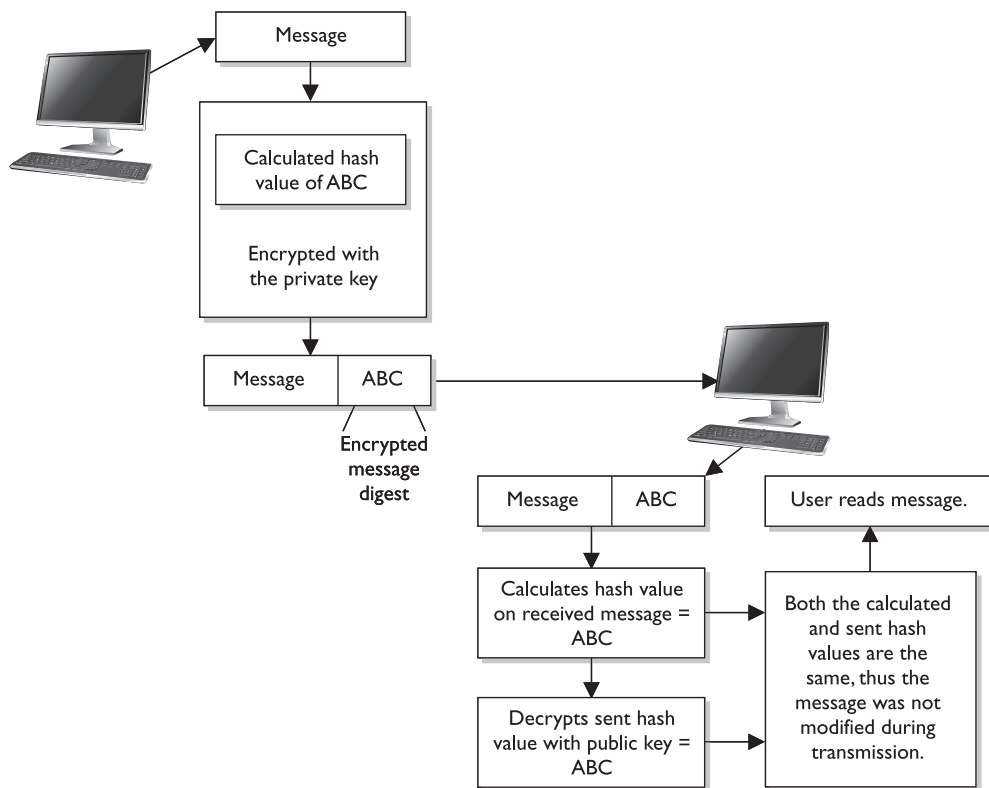 Message
Calculated hash
value of ABC
Encrypted with
the private key
Message
ABC
Encrypted
message
digest
Message
ABC
User reads message.
Calculates hash value
on received message =
ABC
Both the calculated
and sent hash
values are the
same, thus the
message was not
modified during
transmission.
Decrypts sent hash
value with public key =
ABC